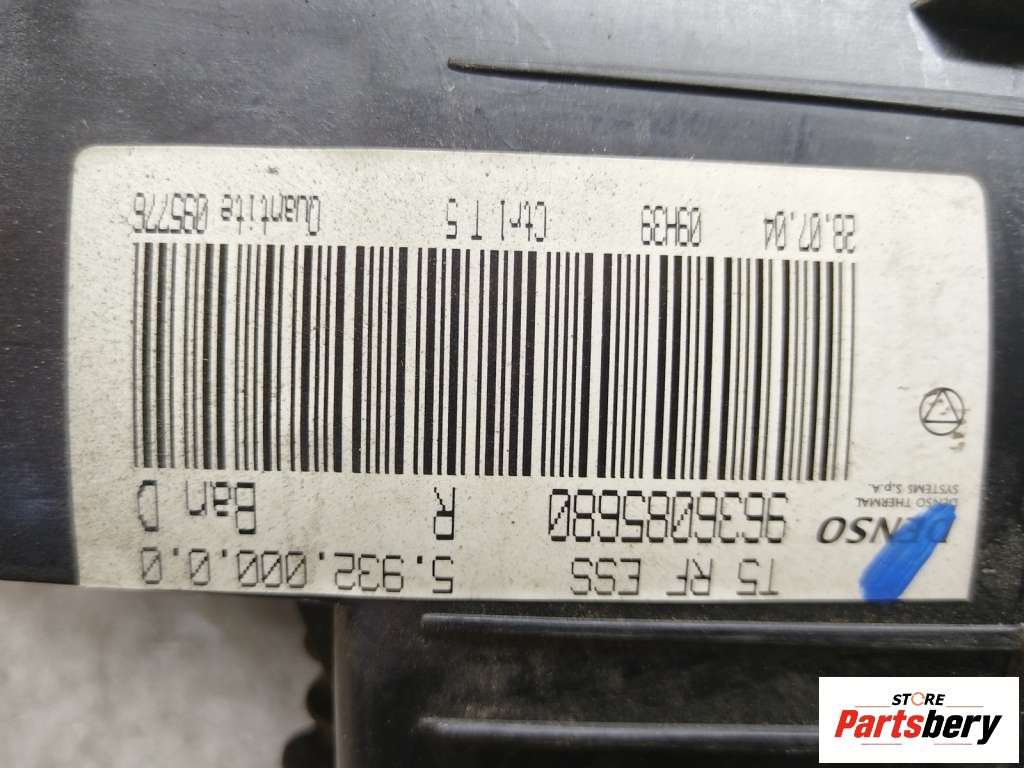 DENSO
DENSO THERMAL
SYSTEMS S.p.A.
T5 RF ESS 5.932.000.0.0
9636085680 R Ban D
28.07.04 09H39 Ctrl T5 Quantite 095776
STORE
Partsbery